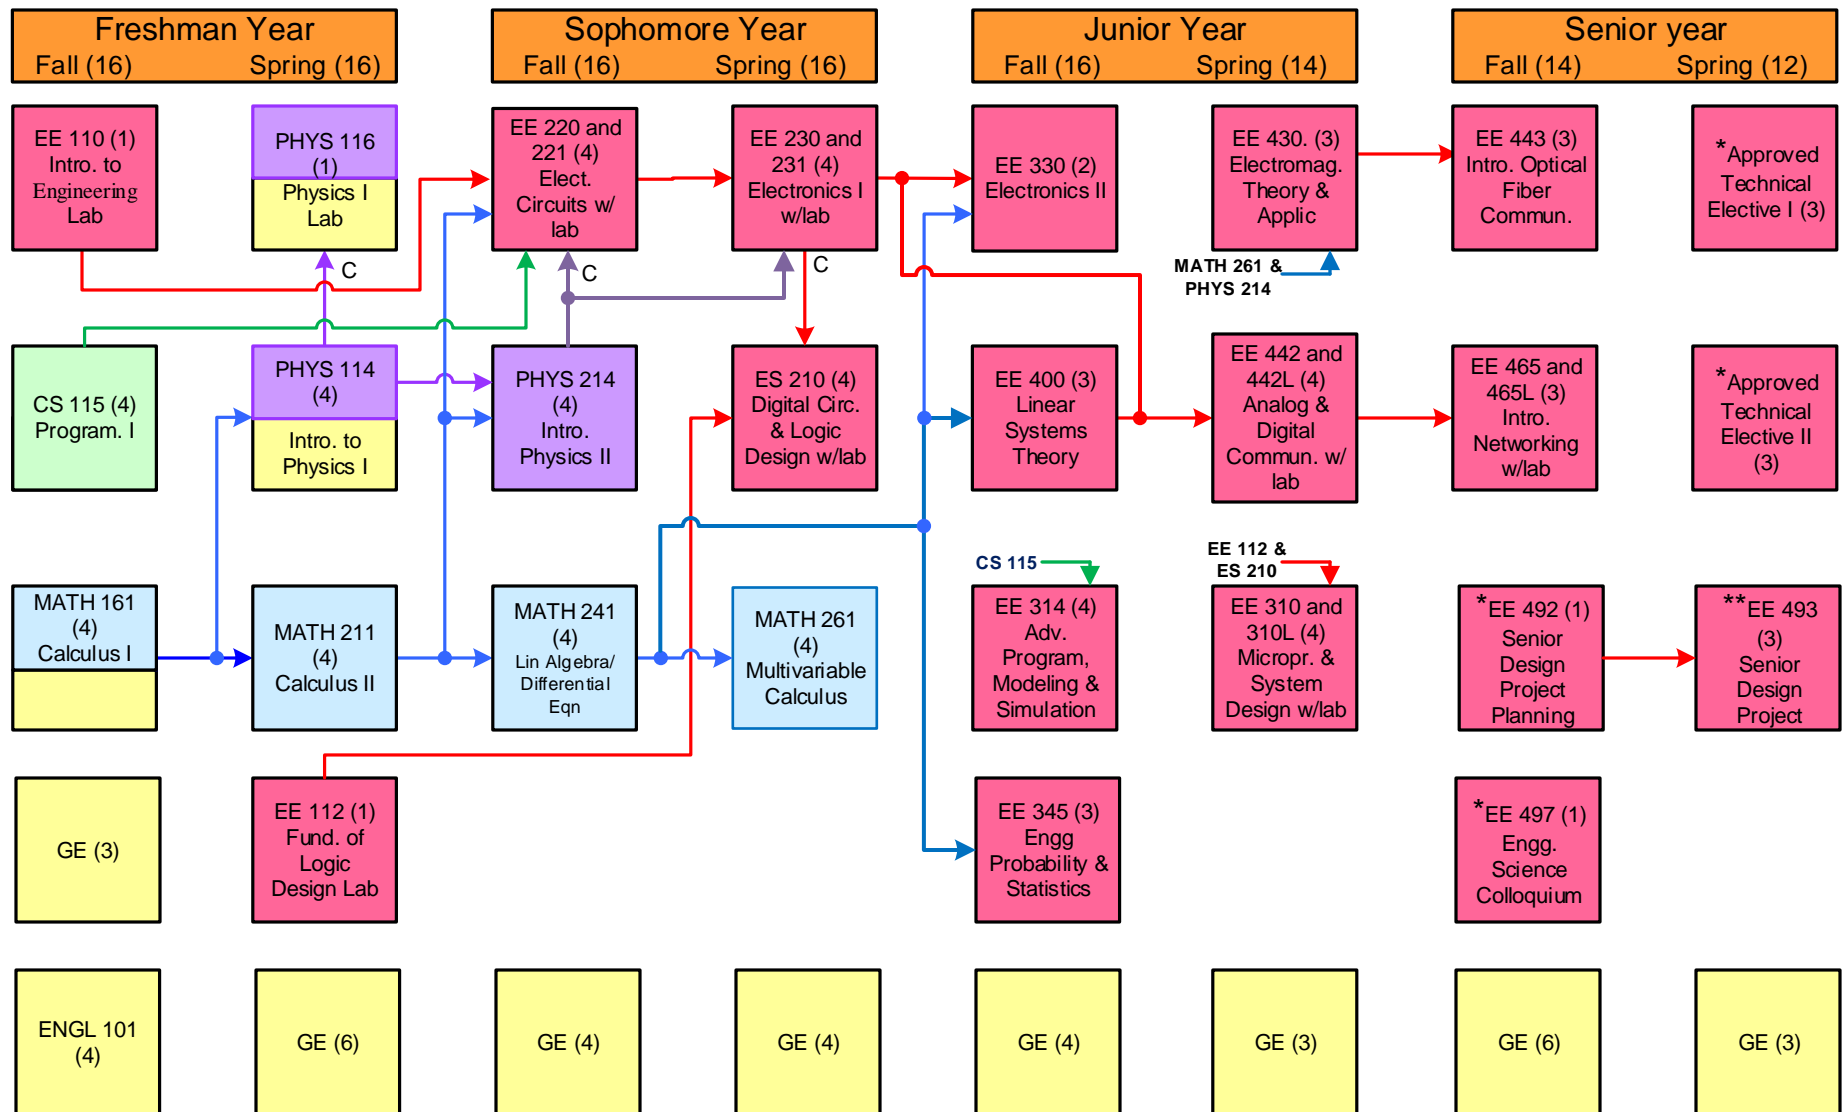 Freshman Year
Fall (16)
Spring (16)
Sophomore Year
Fall (16)
Spring (16)
Junior Year
Fall (16)
Spring (14)
Senior year
Fall (14)
Spring (12)
EE 110 (1)
Intro. to
Engineering
Lab
PHYS 116
(1)
Physics I
Lab
EE 220 and
221 (4)
Elect.
Circuits w/
lab
EE 230 and
231 (4)
Electronics I
w/lab
EE 330 (2)
Electronics II
EE 430. (3)
Electromag.
Theory &
Applic
EE 443 (3)
Intro. Optical
Fiber
Commun.
*Approved
Technical
Elective I (3)
C
C
C
MATH 261 &
PHYS 214
CS 115 (4)
Program. I
PHYS 114
(4)
Intro. to
Physics I
PHYS 214
(4)
Intro.
Physics II
ES 210 (4)
Digital Circ.
& Logic
Design w/lab
EE 400 (3)
Linear
Systems
Theory
EE 442 and
442L (4)
Analog &
Digital
Commun. w/
lab
EE 465 and
465L (3)
Intro.
Networking
w/lab
*Approved
Technical
Elective II
(3)
CS 115
EE 112 &
ES 210
MATH 161
(4)
Calculus I
MATH 211
(4)
Calculus II
MATH 241
(4)
Lin Algebra/
Differential
Eqn
MATH 261
(4)
Multivariable
Calculus
EE 314 (4)
Adv.
Program,
Modeling &
Simulation
EE 310 and
310L (4)
Micropr. &
System
Design w/lab
*EE 492 (1)
Senior
Design
Project
Planning
**EE 493
(3)
Senior
Design
Project
GE (3)
EE 112 (1)
Fund. of
Logic
Design Lab
EE 345 (3)
Engg
Probability &
Statistics
*EE 497 (1)
Engg.
Science
Colloquium
ENGL 101
(4)
GE (6)
GE (4)
GE (4)
GE (4)
GE (3)
GE (6)
GE (3)